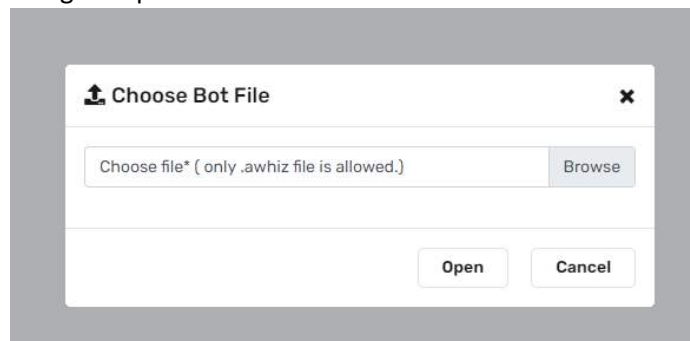 Choose Bot File
Choose file* ( only .awhiz file is allowed.)
Browse
Open
Cancel